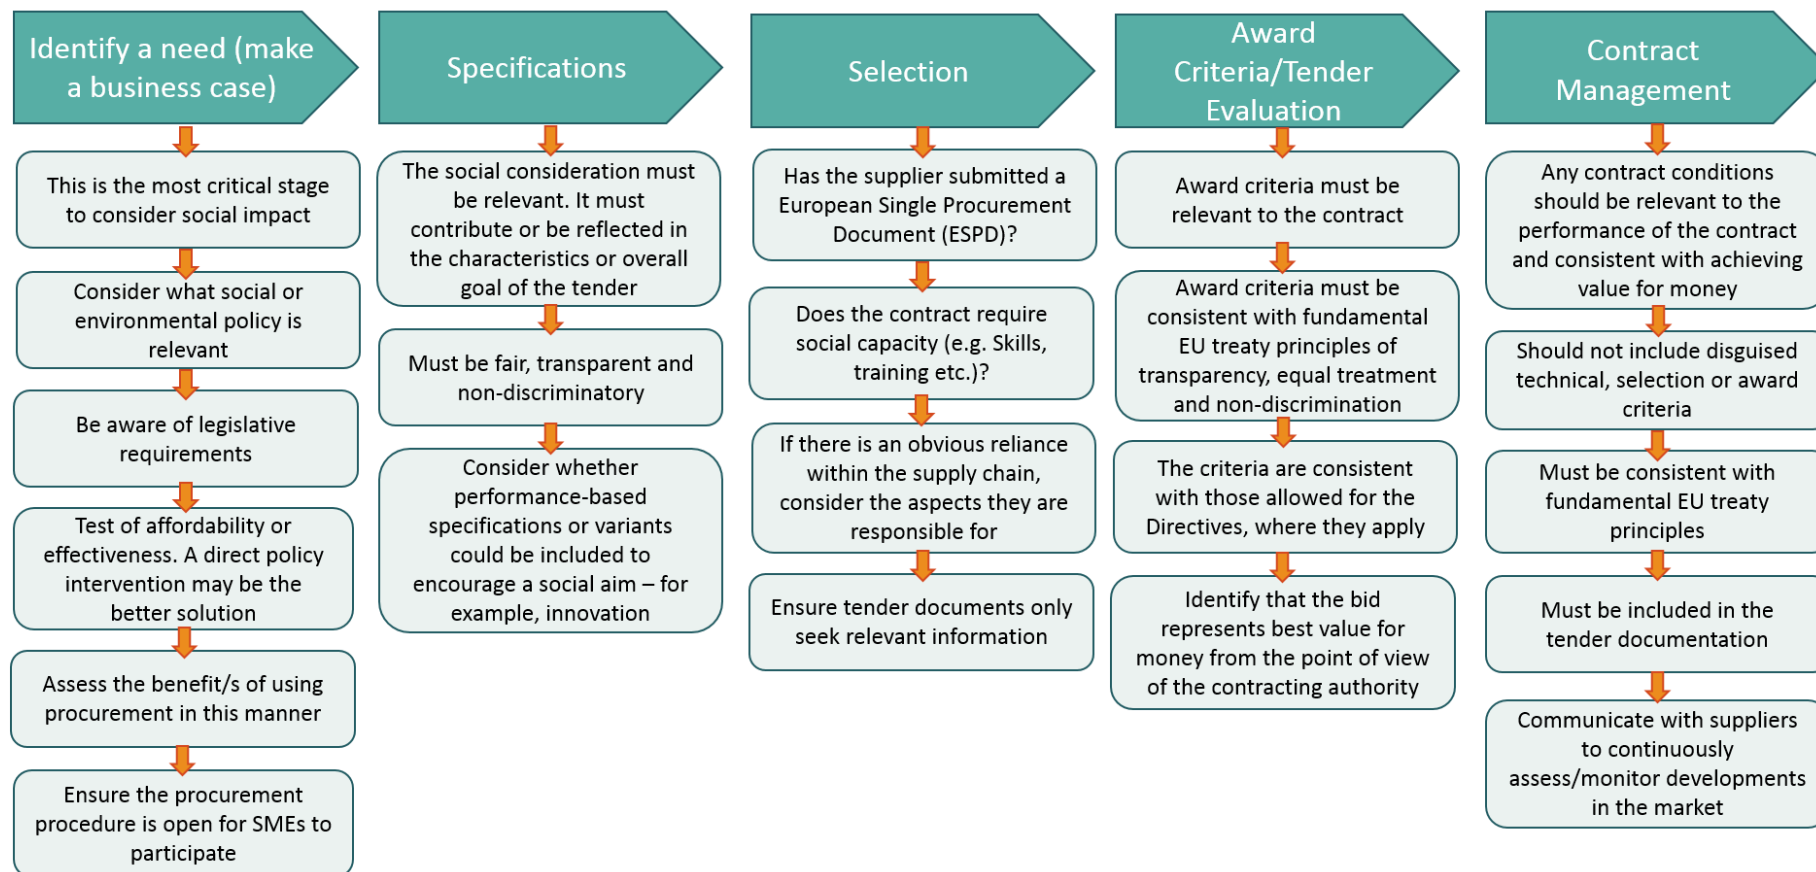 Identify a need (make
a business case)
This is the most critical stage
to consider social impact
Consider what social or
environmental policy is
relevant
Be aware of legislative
requirements
Test of affordability or
effectiveness. A direct policy
intervention may be the
better solution
Assess the benefit/s of using
procurement in this manner
Ensure the procurement
procedure is open for SMEs to
participate
Specifications
The social consideration must
be relevant. It must
contribute or be reflected in
the characteristics or overall
goal of the tender
Must be fair, transparent and
non-discriminatory
Consider whether
performance-based
specifications or variants
could be included to
encourage a social aim – for
example, innovation
Selection
Has the supplier submitted a
European Single Procurement
Document (ESPD)?
Does the contract require
social capacity (e.g. Skills,
training etc.)?
If there is an obvious reliance
within the supply chain,
consider the aspects they are
responsible for
Ensure tender documents only
seek relevant information
Award
Criteria/Tender
Evaluation
Award criteria must be
relevant to the contract
Award criteria must be
consistent with fundamental
EU treaty principles of
transparency, equal treatment
and non-discrimination
The criteria are consistent
with those allowed for the
Directives, where they apply
Identify that the bid
represents best value for
money from the point of view
of the contracting authority
Contract
Management
Any contract conditions
should be relevant to the
performance of the contract
and consistent with achieving
value for money
Should not include disguised
technical, selection or award
criteria
Must be consistent with
fundamental EU treaty
principles
Must be included in the
tender documentation
Communicate with suppliers
to continuously
assess/monitor developments
in the market